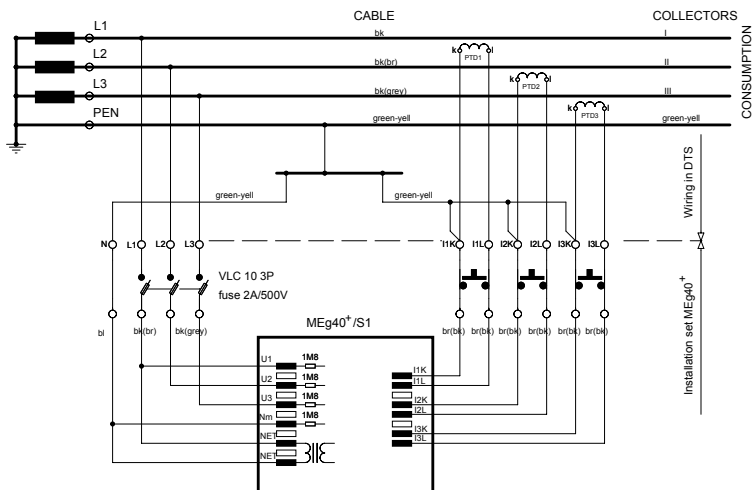 CABLE COLLECTORS
L1 bk I
k PTD1 l
L2 bk(br) II
k PTD2 l
L3 bk(grey) III
k PTD3 l
PEN green-yell green-yell
CONSUMPTION
green-yell green-yell
Wiring in DTS
N L1 L2 L3 I1K I1L I2K I2L I3K I3L
VLC 10 3P
fuse 2A/500V
Installation set MEg40+
bl bk(br) bk(grey) br(bk) br(bk) br(bk) br(bk) br(bk) br(bk)
MEg40+/S1
U1 1M8
I1K
U2 1M8 I1L
U3 1M8 I2K
Nm 1M8 I2L
NET I3K
I3L
NET